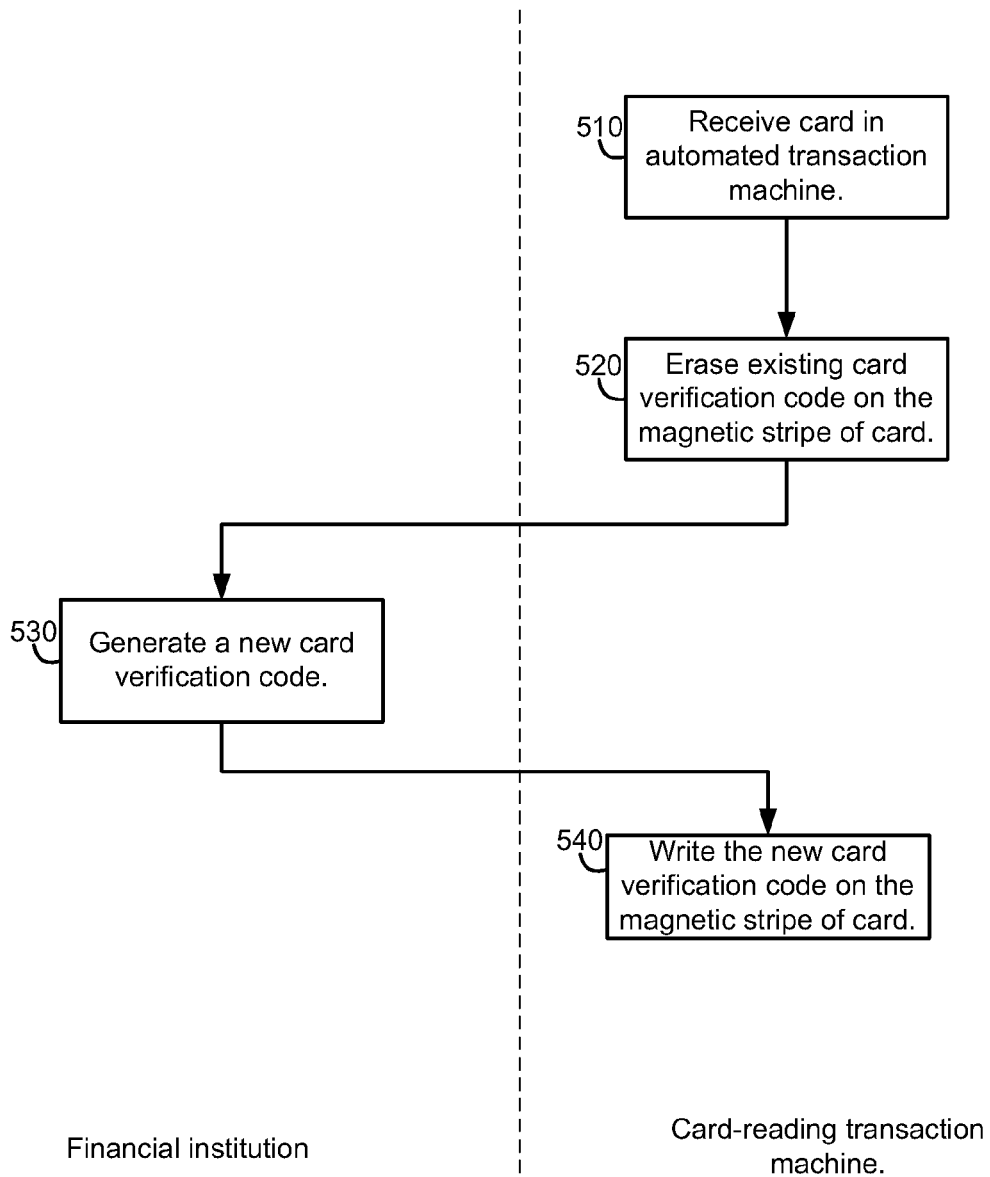 510
Receive card in
automated transaction
machine.
520
Erase existing card
verification code on the
magnetic stripe of card.
530
Generate a new card
verification code.
540
Write the new card
verification code on the
magnetic stripe of card.
Financial institution
Card-reading transaction
machine.